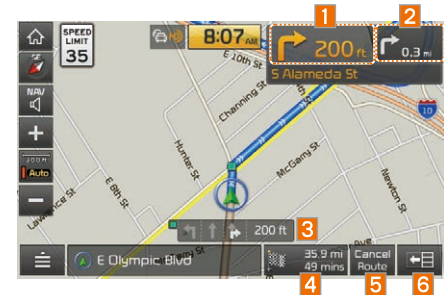 1
2
SPEED
LIMIT
35
8:07 AM
200 ft
0.3 mi
S Alameda St
E 10th St
NAV
Channing St
10
Hunter St
McGarry St
200 ft
Auto
E 8th St
Newton St
Lawrence St
200 ft
3
E Olympic Blvd
35.9 mi
49 mins
Cancel
Route
4
5
6